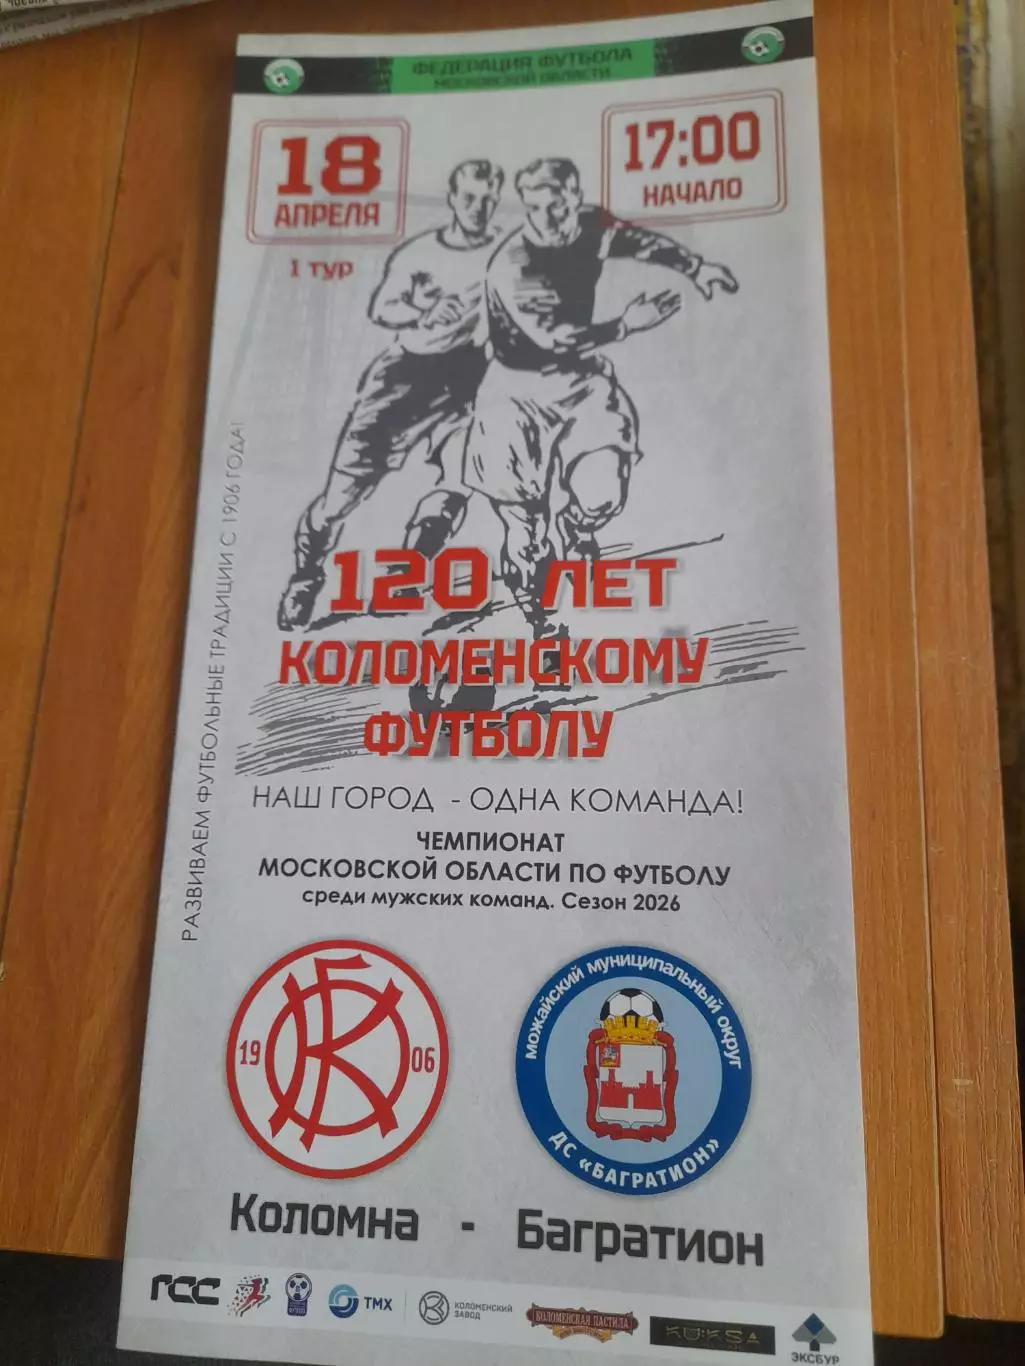 ФЕДЕРАЦИЯ ФУТБОЛА
МОСКОВСКОЙ ОБЛАСТИ
18
АПРЕЛЯ
1 ТУР
17:00
НАЧАЛО
РАЗВИВАЕМ ФУТБОЛЬНЫЕ ТРАДИЦИИ С 1906 ГОДА!
120 ЛЕТ
КОЛОМЕНСКОМУ
ФУТБОЛУ
НАШ ГОРОД - ОДНА КОМАНДА!
ЧЕМПИОНАТ
МОСКОВСКОЙ ОБЛАСТИ ПО ФУТБОЛУ
среди мужских команд. Сезон 2026
ФКК
19 06
МОЖАЙСКИЙ МУНИЦИПАЛЬНЫЙ ОКРУГ
ДС «БАГРАТИОН»
Коломна - Багратион
ГСС
ТМХ
КОЛОМЕНСКИЙ
ЗАВОД
КОЛОМЕНСКАЯ ПАСТИЛА
KUKSA
ЭКСБУР